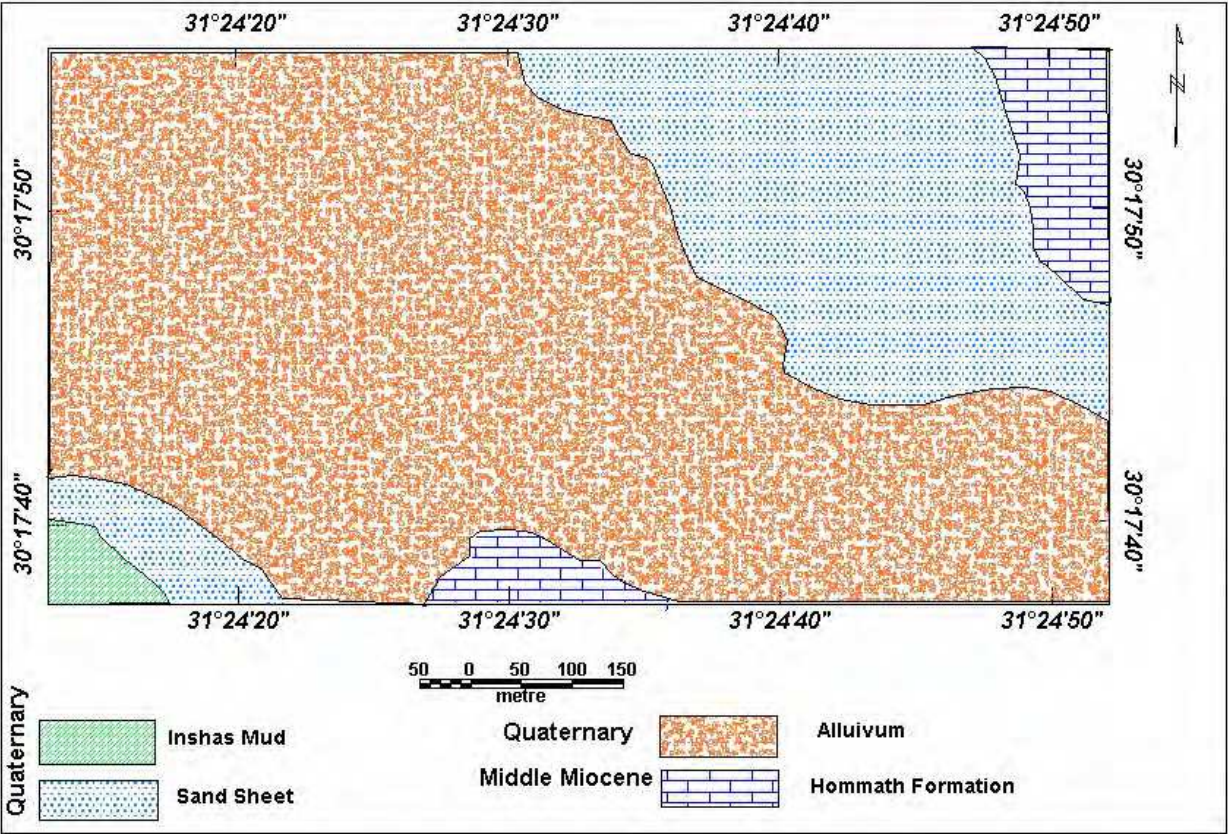 31°24'20" 31°24'30" 31°24'40" 31°24'50"
N
30°17'50" 30°17'50"
30°17'40" 30°17'40"
31°24'20" 31°24'30" 31°24'40" 31°24'50"
50 0 50 100 150
metre
Quaternary
Inshas Mud
Sand Sheet
Quaternary Alluivum
Middle Miocene Hommath Formation